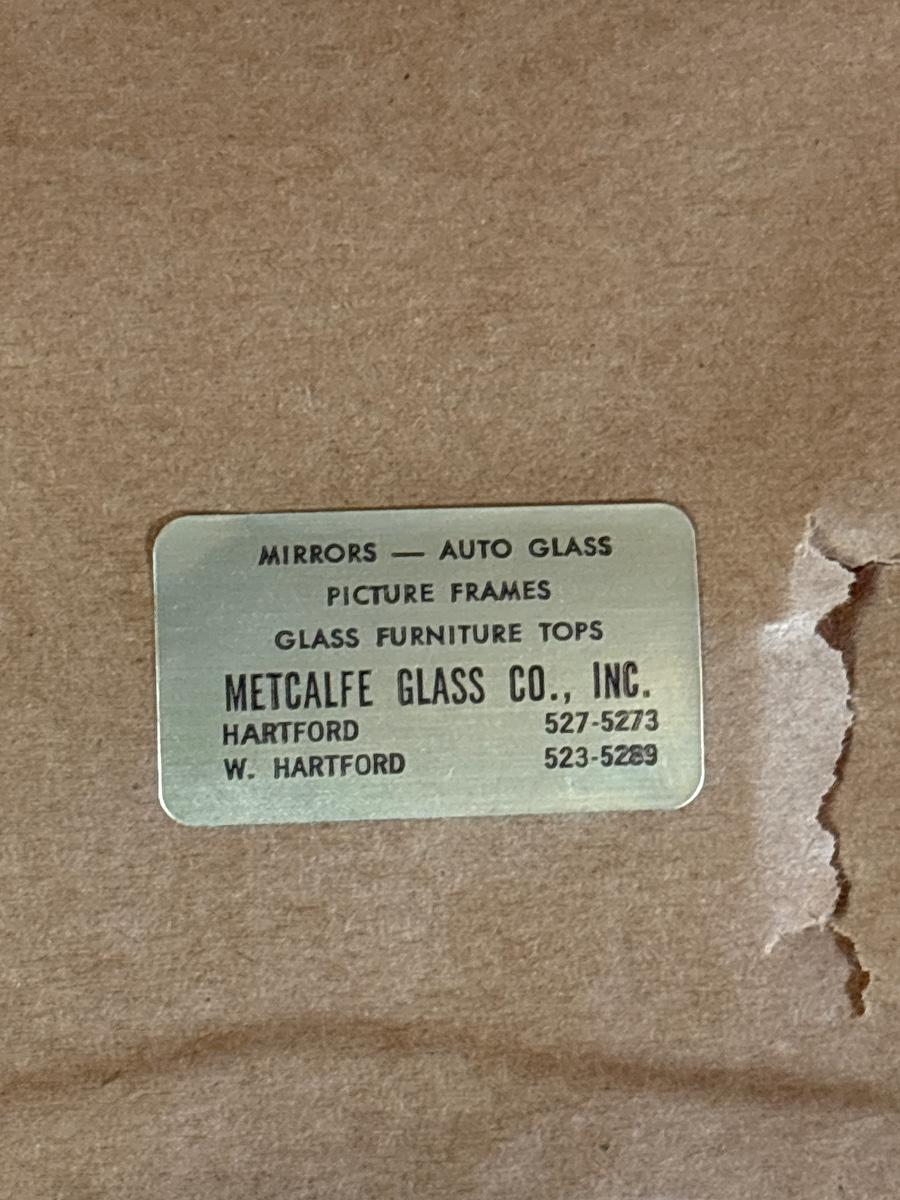 MIRRORS — AUTO GLASS
PICTURE FRAMES
GLASS FURNITURE TOPS
METCALFE GLASS CO., INC.
HARTFORD 527-5273
W. HARTFORD 523-5289